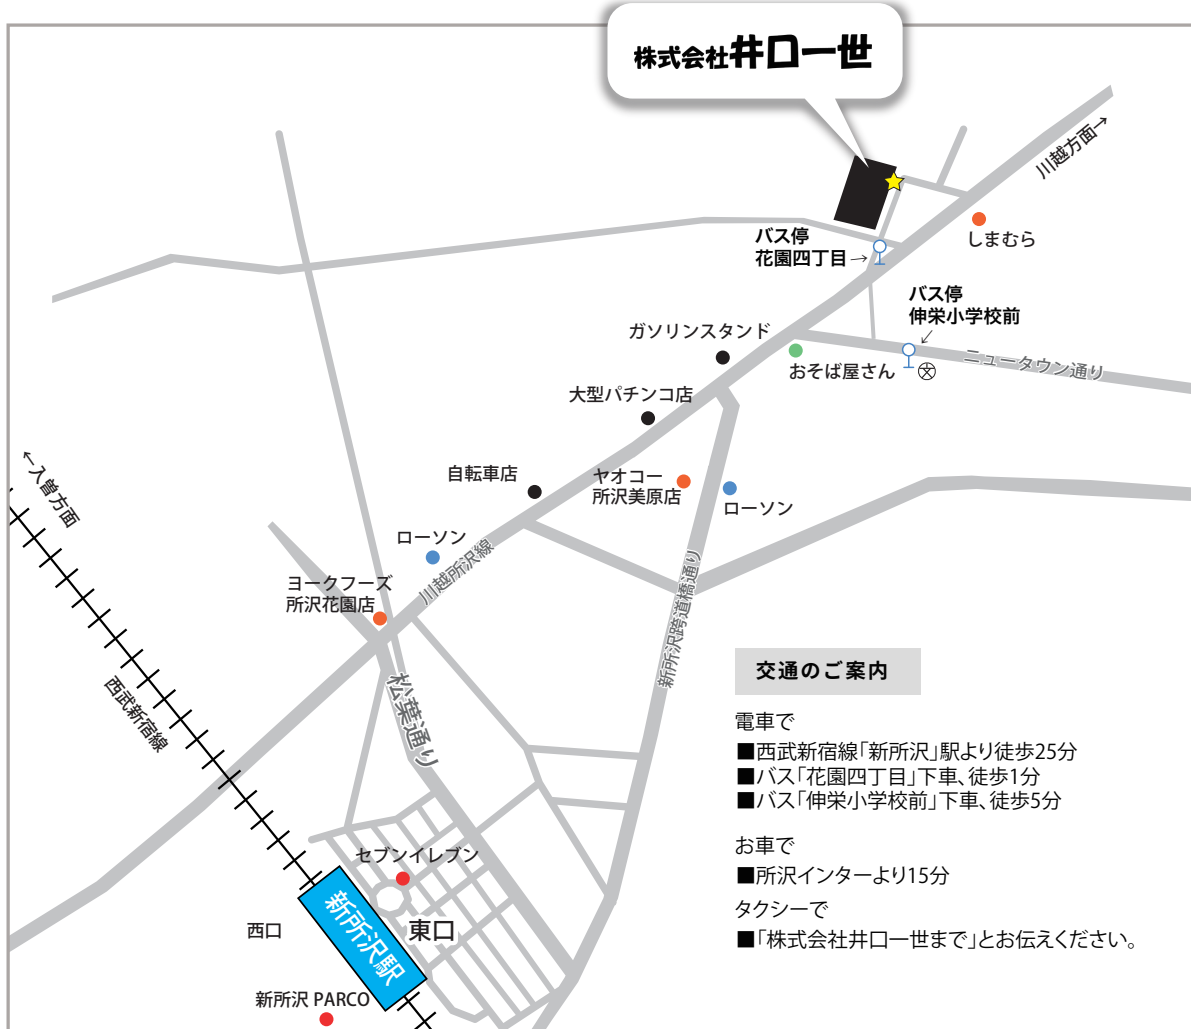 株式会社井口一世
川越方面→
しまむら
バス停
花園四丁目→
バス停
伸栄小学校前
ガソリンスタンド
おそば屋さん
文
ニュータウン通り
大型パチンコ店
自転車店
ヤオコー
所沢美原店
ローソン
←入曽方面
ローソン
川越所沢線
ヨークフーズ
所沢花園店
新所沢跨道橋通り
西武新宿線
松葉通り
セブンイレブン
新所沢駅
西口
東口
新所沢 PARCO
交通のご案内
電車で
■西武新宿線「新所沢」駅より徒歩25分
■バス「花園四丁目」下車、徒歩1分
■バス「伸栄小学校前」下車、徒歩5分
お車で
■所沢インターより15分
タクシーで
■「株式会社井口一世まで」とお伝えください。